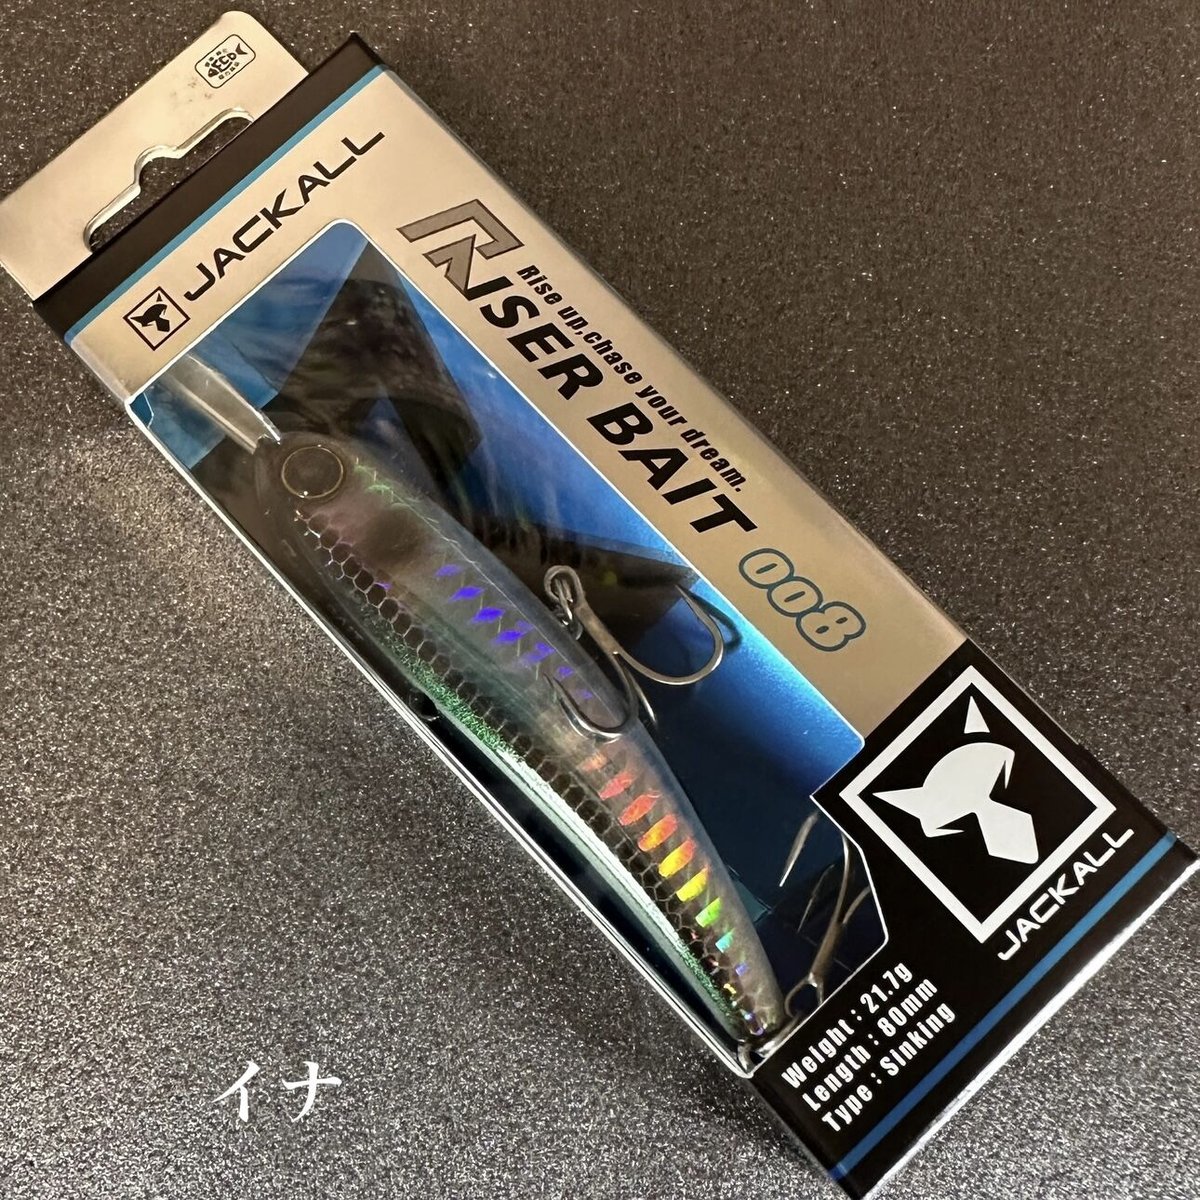 ECO
JACKALL
RISER BAIT 008
Rise up,chase your dream.
JACKALL
Weight : 21.7g
Length : 80mm
Type : Sinking
イナ